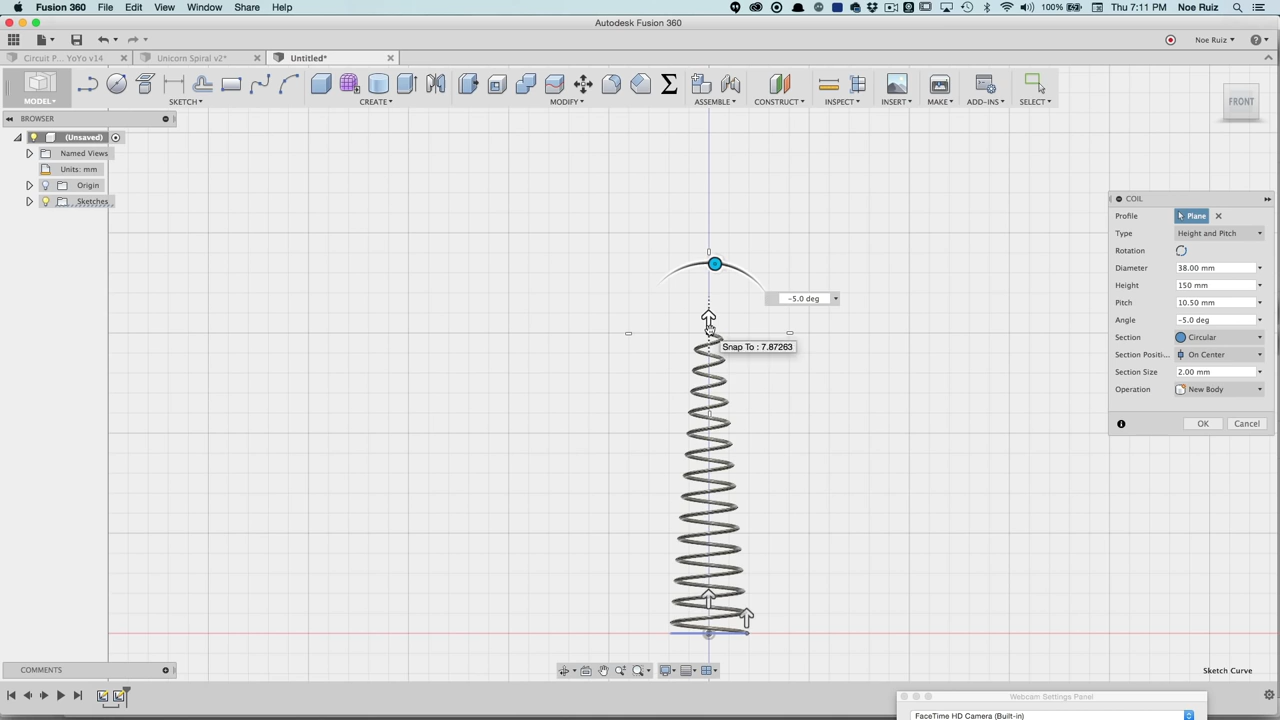 Fusion 360 File Edit View Window Share Help 100% Thu 7:11 PM Noe Ruiz
Autodesk Fusion 360
Noe Ruiz
Circuit P... YoYo v14 Unicorn Spiral v2* Untitled*
MODEL SKETCH CREATE MODIFY ASSEMBLE CONSTRUCT INSPECT INSERT MAKE ADD-INS SELECT
FRONT
BROWSER
(Unsaved)
Named Views
Units: mm
Origin
Sketches
COIL
Profile Plane
Type Height and Pitch
Rotation
Diameter 38.00 mm
Height 150 mm
Pitch 10.50 mm
Angle -5.0 deg
Section Circular
Section Positi... On Center
Section Size 2.00 mm
Operation New Body
OK Cancel
-5.0 deg
Snap To : 7.87263
COMMENTS
Sketch Curve
Webcam Settings Panel
FaceTime HD Camera (Built-in)